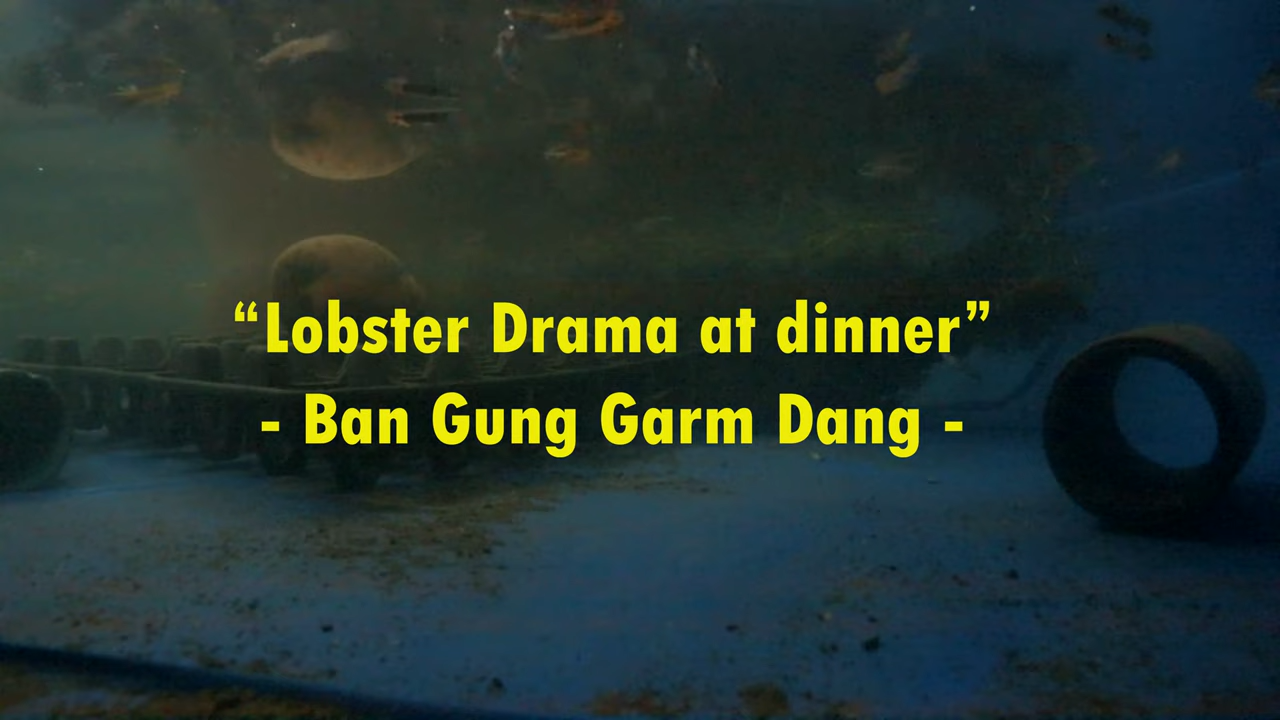 “Lobster Drama at dinner”
- Ban Gung Garm Dang -